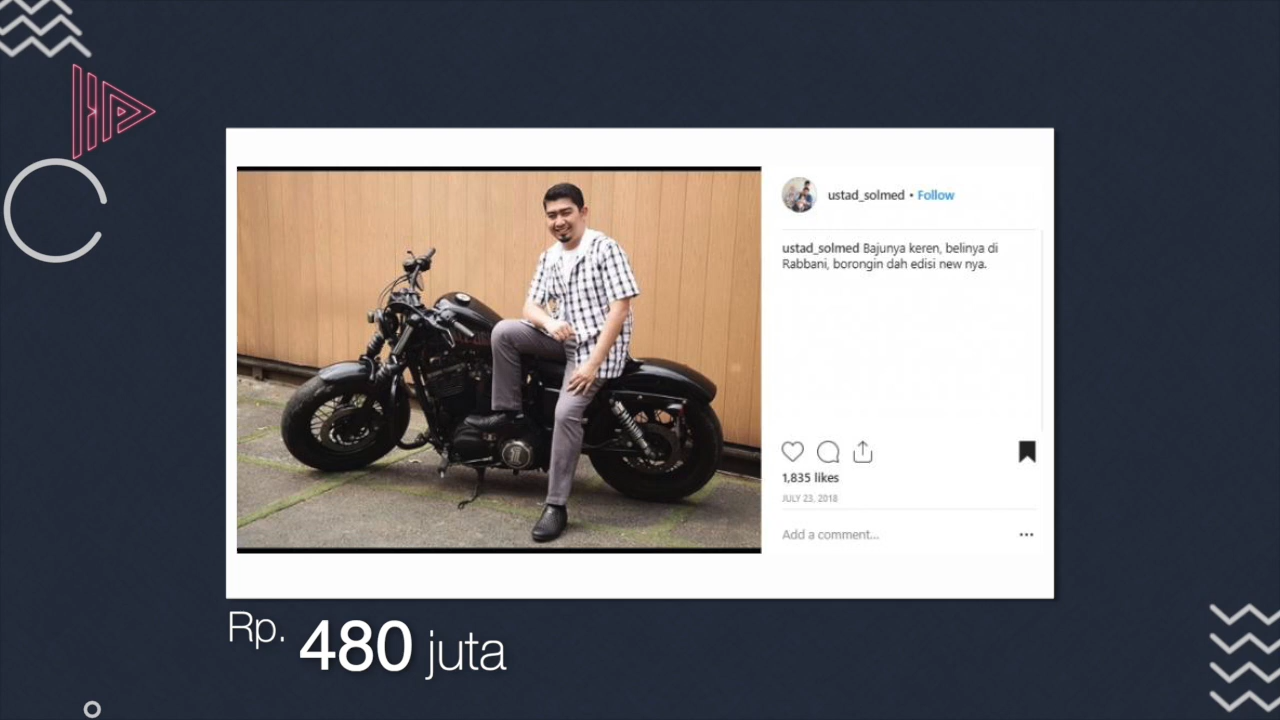 ustad_solmed • Follow
ustad_solmed Bajunya keren, belinya di
Rabbani, borongin dah edisi new nya.
1,835 likes
JULY 23, 2018
Add a comment...
Rp. 480 juta